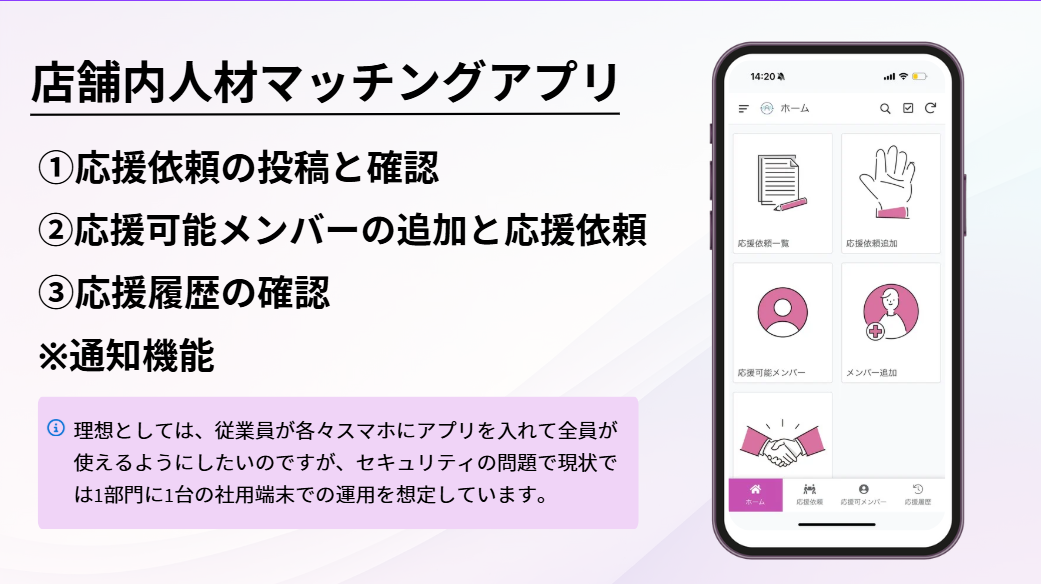 店舗内人材マッチングアプリ
①応援依頼の投稿と確認
②応援可能メンバーの追加と応援依頼
③応援履歴の確認
※通知機能
理想としては、従業員が各々スマホにアプリを入れて全員が
使えるようにしたいのですが、セキュリティの問題で現状で
は1部門に1台の社用端末での運用を想定しています。
14:20
ホーム
応援依頼一覧
応援依頼追加
応援可能メンバー
メンバー追加
ホーム
応援依頼
応援可メンバー
応援履歴